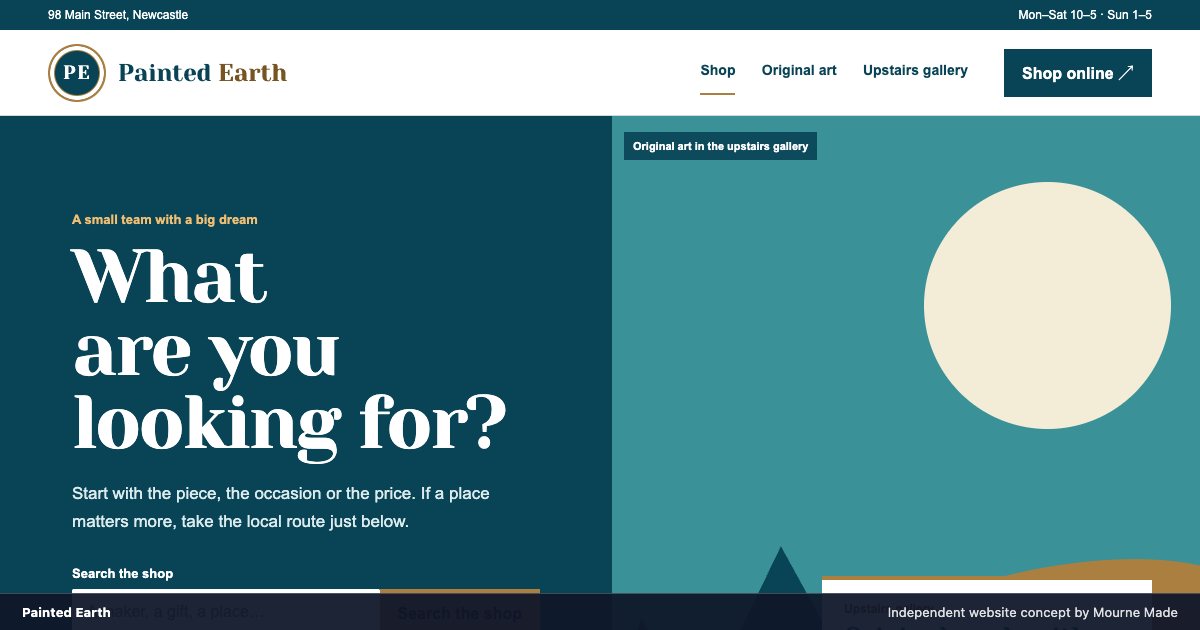 98 Main Street, Newcastle
Mon–Sat 10–5 · Sun 1–5
PE
Painted Earth
Shop
Original art
Upstairs gallery
Shop online ↗
Original art in the upstairs gallery
A small team with a big dream
What
are you
looking for?
Start with the piece, the occasion or the price. If a place
matters more, take the local route just below.
Search the shop
maker, a gift, a place…
Search the shop
Painted Earth
Independent website concept by Mourne Made